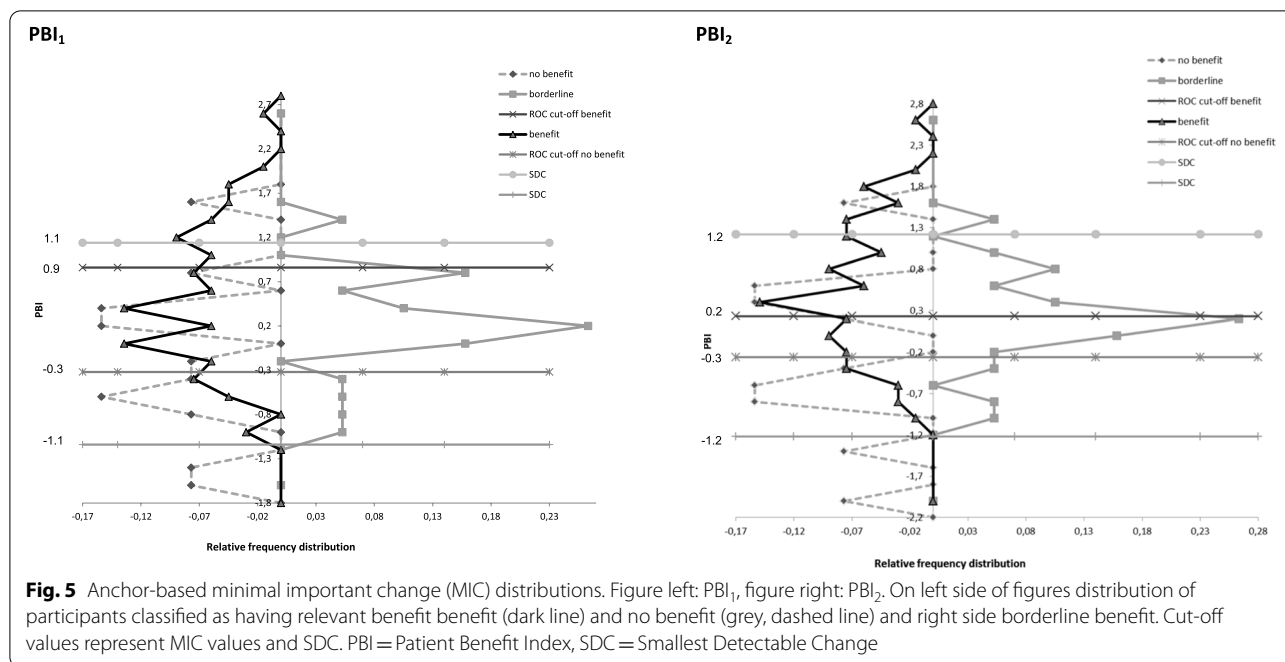 PBI1
no benefit
borderline
ROC cut-off benefit
benefit
ROC cut-off no benefit
SDC
SDC
2,7
2,2
1,7
1,2
0,7
0,2
-0,3
-0,8
-1,3
-1,8
1.1
0.9
-0.3
-1.1
PBI
-0,17 -0,12 -0,07 -0,02 0,03 0,08 0,13 0,18 0,23
Relative frequency distribution
PBI2
no benefit
borderline
ROC cut-off benefit
benefit
ROC cut-off no benefit
SDC
SDC
2,8
2,3
1,8
1,3
0,8
0,3
-0,2
-0,7
-1,2
-1,7
-2,2
1.2
0.2
-0.3
-1.2
PBI
-0,17 -0,12 -0,07 -0,02 0,03 0,08 0,13 0,18 0,23 0,28
Relative frequency distribution
Fig. 5 Anchor-based minimal important change (MIC) distributions. Figure left: PBI1, figure right: PBI2. On left side of figures distribution of
participants classified as having relevant benefit benefit (dark line) and no benefit (grey, dashed line) and right side borderline benefit. Cut-off
values represent MIC values and SDC. PBI = Patient Benefit Index, SDC = Smallest Detectable Change